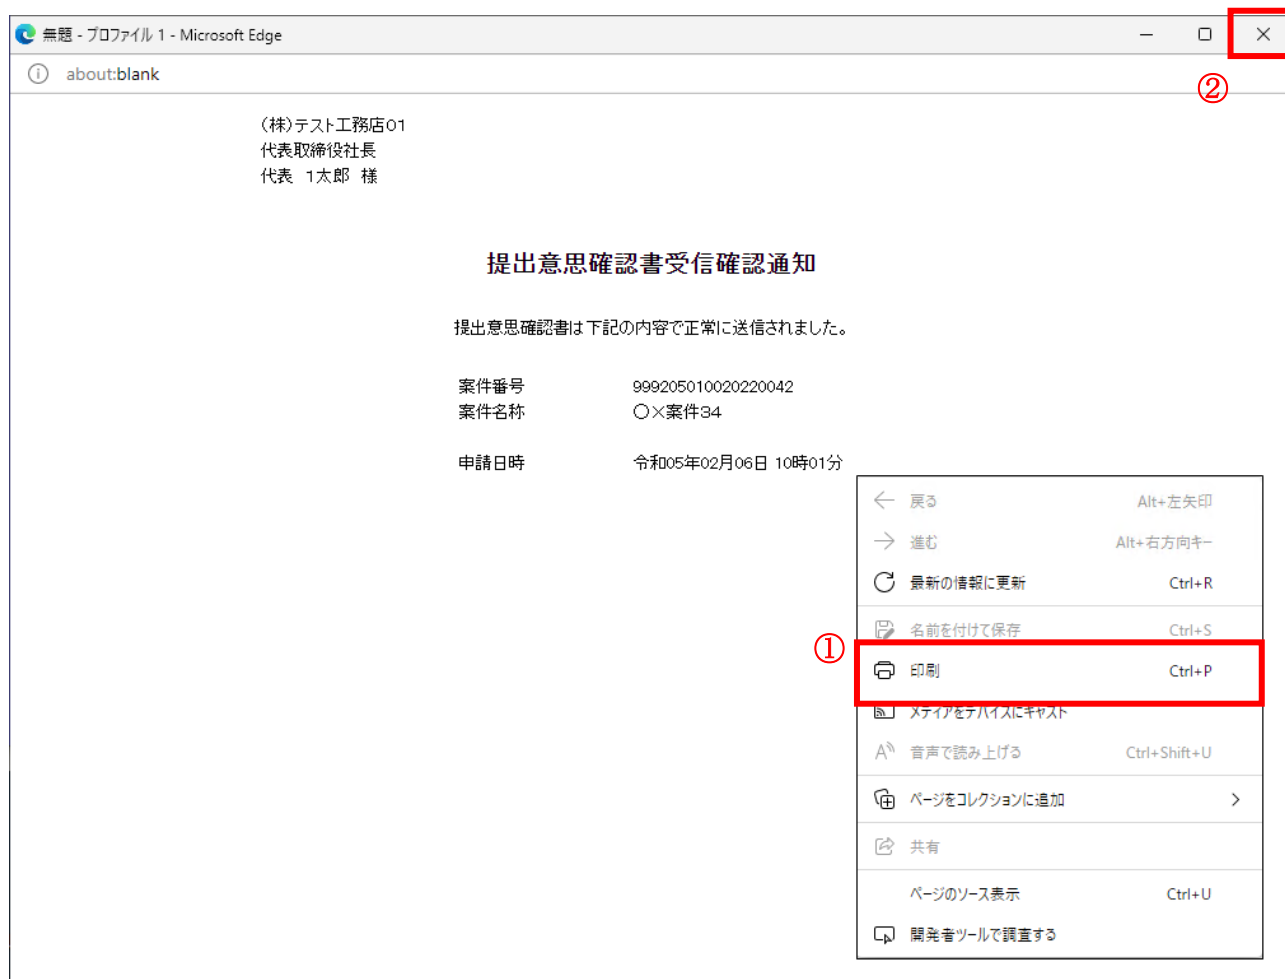 無題 - プロファイル 1 - Microsoft Edge
about:blank
②
(株)テスト工務店01
代表取締役社長
代表 1太郎 様
提出意思確認書受信確認通知
提出意思確認書は下記の内容で正常に送信されました。
案件番号 999205010020220042
案件名称 〇×案件34
申請日時 令和05年02月06日 10時01分
戻る Alt+左矢印
進む Alt+右方向キー
最新の情報に更新 Ctrl+R
名前を付けて保存 Ctrl+S
①
印刷 Ctrl+P
メディアをデバイスにキャスト
音声で読み上げる Ctrl+Shift+U
ページをコレクションに追加
共有
ページのソース表示 Ctrl+U
開発者ツールで調査する